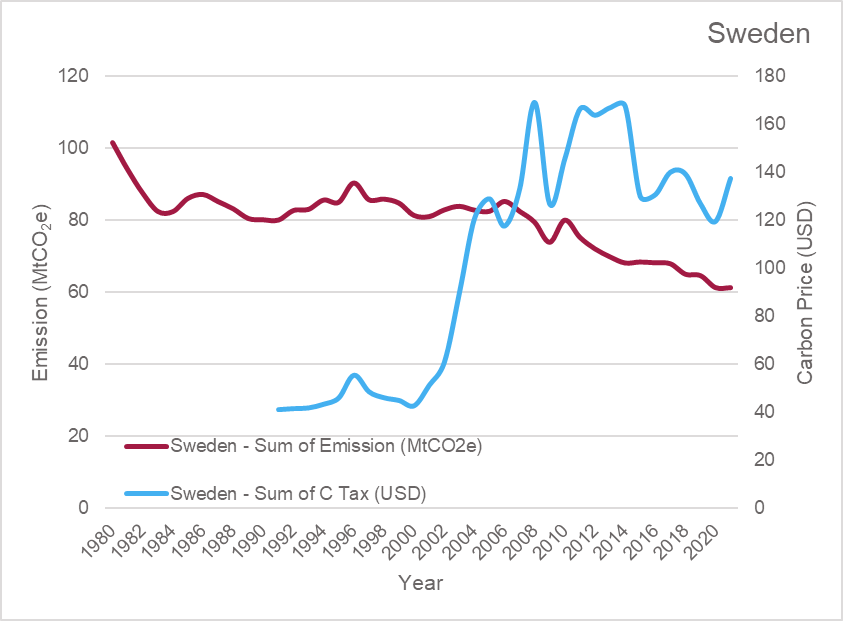 Sweden
120
100
80
60
40
20
0
Emission (MtCO₂e)
180
160
140
120
100
80
60
40
20
0
Carbon Price (USD)
Sweden - Sum of Emission (MtCO2e)
Sweden - Sum of C Tax (USD)
1980 1982 1984 1986 1988 1990 1992 1994 1996 1998 2000 2002 2004 2006 2008 2010 2012 2014 2016 2018 2020
Year